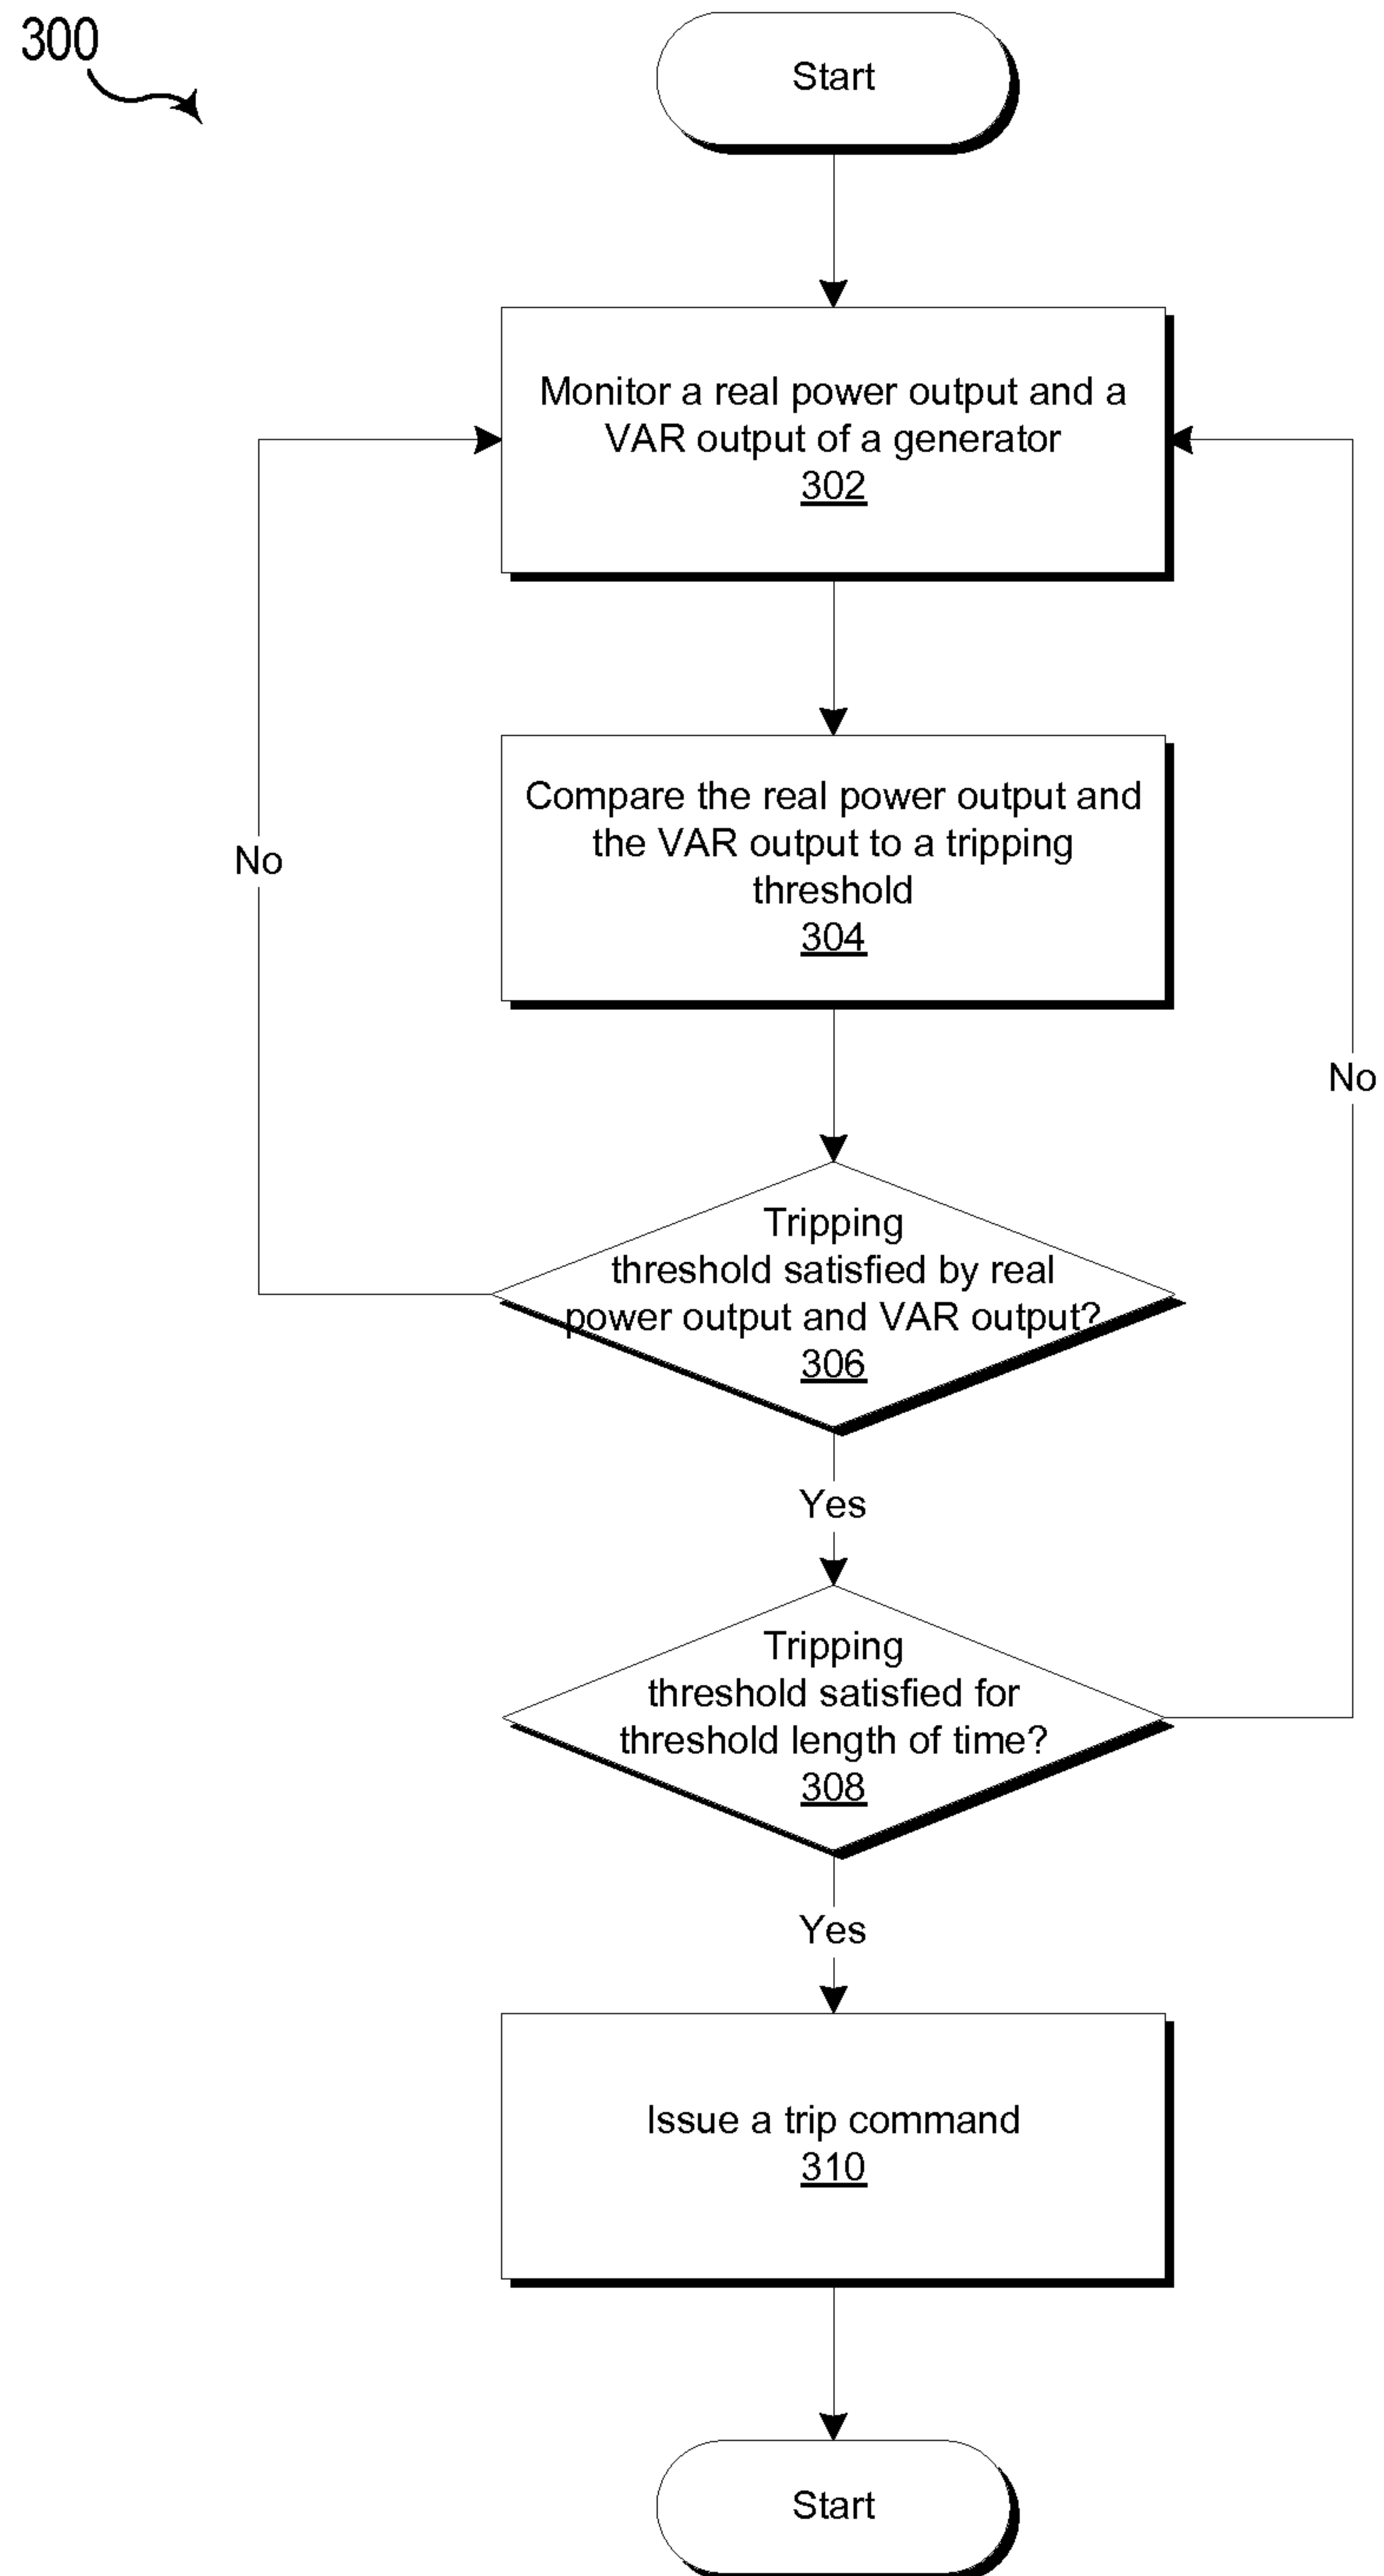 300
Start
Monitor a real power output and a
VAR output of a generator
302
Compare the real power output and
the VAR output to a tripping
threshold
304
No
No
Tripping
threshold satisfied by real
power output and VAR output?
306
Yes
Tripping
threshold satisfied for
threshold length of time?
308
Yes
Issue a trip command
310
Start